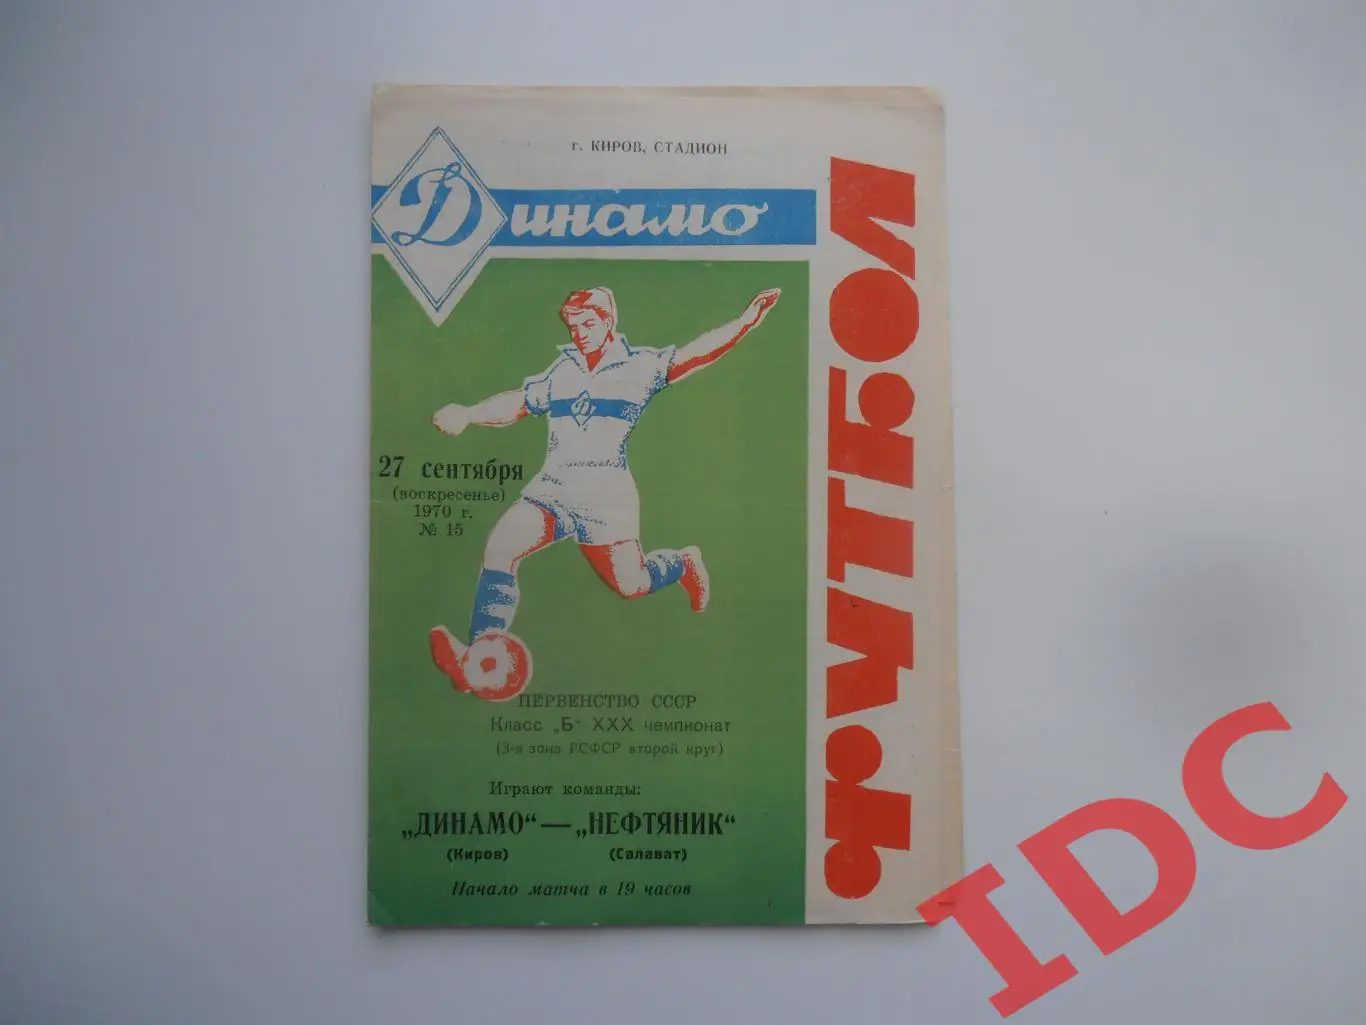 г. КИРОВ, СТАДИОН
Динамо
ФУТБОЛ
Д
27 сентября
(воскресенье)
1970 г.
№ 15
ПЕРВЕНСТВО СССР
Класс „Б“ XXX чемпионат
(3-я зона РСФСР второй круг)
Играют команды:
„ДИНАМО“ — „НЕФТЯНИК“
(Киров) (Салават)
Начало матча в 19 часов
IDC